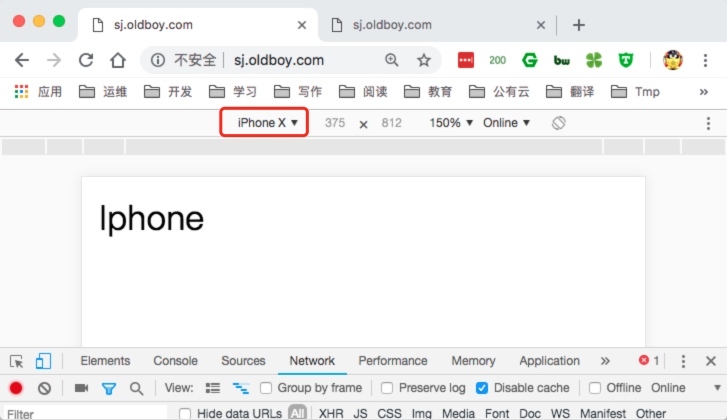 sj.oldboy.com sj.oldboy.com
不安全 sj.oldboy.com 200 G bw T
应用 运维 开发 学习 写作 阅读 教育 公有云 翻译 Tmp »
iPhone X ▼ 375 × 812 150% ▼ Online ▼
Iphone
Elements Console Sources Network Performance Memory Application » 1
View: Group by frame Preserve log Disable cache Offline Online ▼
Filter Hide data URLs All XHR JS CSS Img Media Font Doc WS Manifest Other